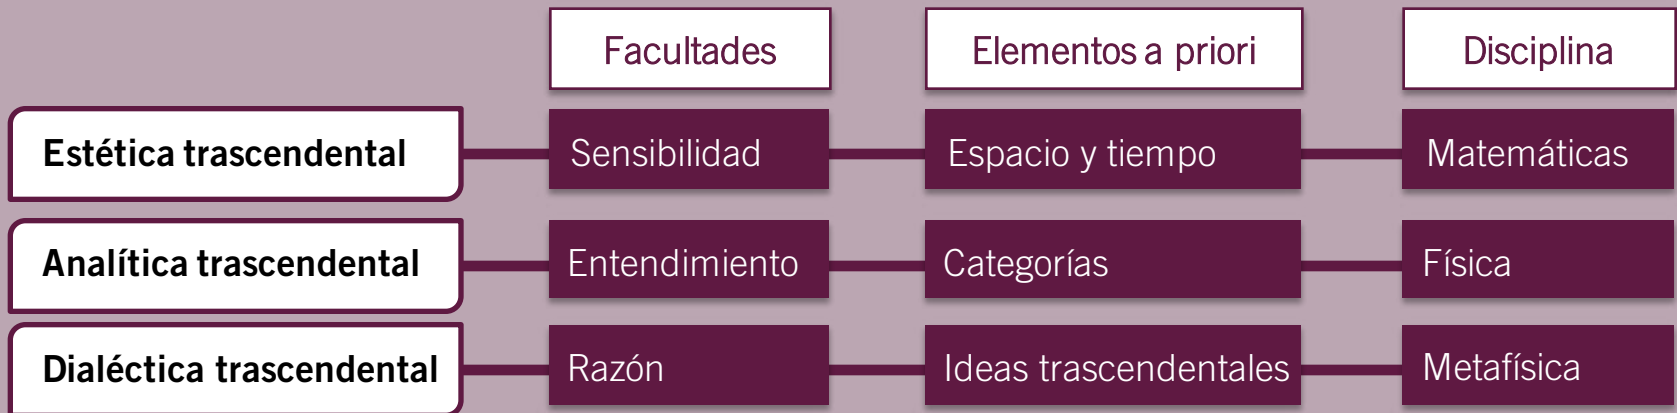 Facultades Elementos a priori Disciplina
Estética trascendental Sensibilidad Espacio y tiempo Matemáticas
Analítica trascendental Entendimiento Categorías Física
Dialéctica trascendental Razón Ideas trascendentales Metafísica